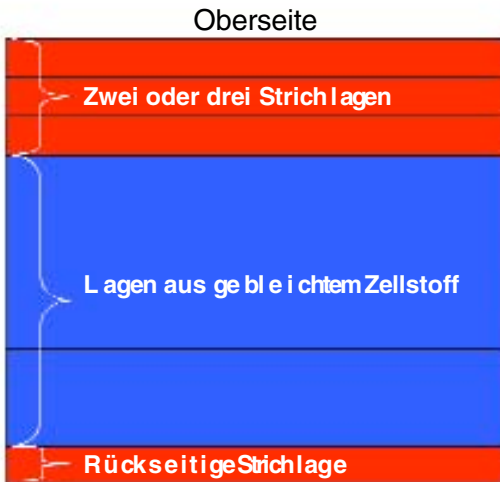 Oberseite
Zwei oder drei Strichlagen
Lagen aus gebleichtem Zellstoff
Rückseitige Strichlage